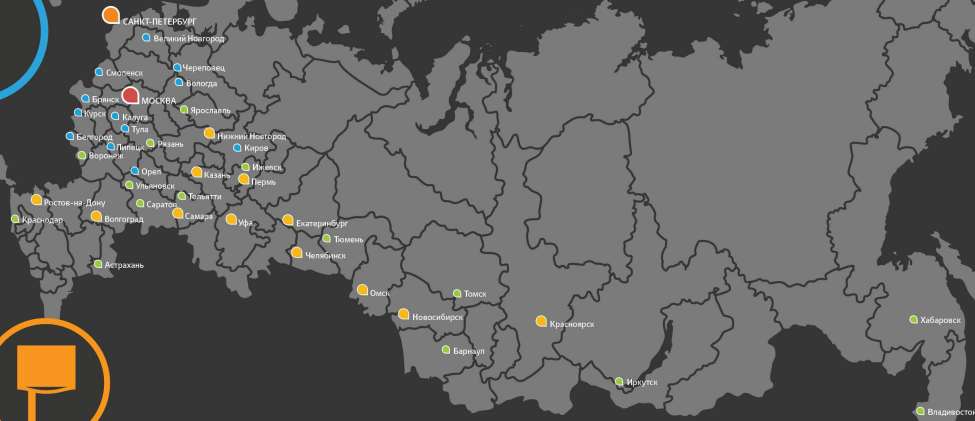 САНКТ-ПЕТЕРБУРГ
Великий Новгород
Череповец
Смоленск
Вологда
Брянск
МОСКВА
Ярославль
Курск
Калуга
Тула
Нижний Новгород
Белгород
Рязань
Липецк
Киров
Воронеж
Ижевск
Орел
Казань
Пермь
Ульяновск
Тольятти
Ростов-на-Дону
Саратов
Самара
Краснодар
Волгоград
Уфа
Екатеринбург
Тюмень
Челябинск
Астрахань
Омск
Томск
Новосибирск
Красноярск
Хабаровск
Барнаул
Иркутск
Владивосток